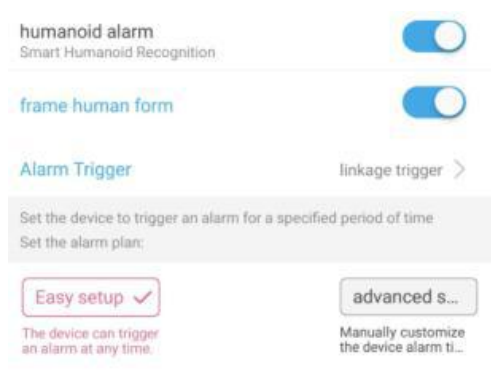 humanoid alarm
Smart Humanoid Recognition
frame human form
Alarm Trigger
linkage trigger
Set the device to trigger an alarm for a specified period of time
Set the alarm plan:
Easy setup
advanced s...
The device can trigger
an alarm at any time.
Manually customize
the device alarm ti...